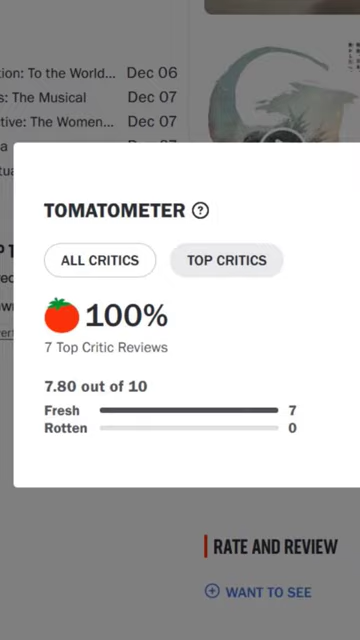 tion: To the World... Dec 06
s: The Musical Dec 07
tive: The Women... Dec 07
TOMATOMETER ?
ALL CRITICS TOP CRITICS
100%
7 Top Critic Reviews
7.80 out of 10
Fresh 7
Rotten 0
RATE AND REVIEW
WANT TO SEE